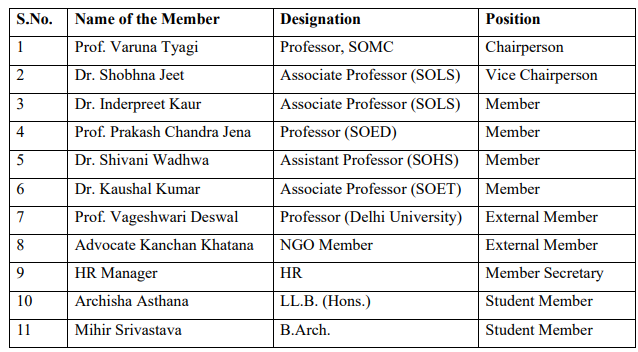 S.No. Name of the Member Designation Position
1 Prof. Varuna Tyagi Professor, SOMC Chairperson
2 Dr. Shobhna Jeet Associate Professor (SOLS) Vice Chairperson
3 Dr. Inderpreet Kaur Associate Professor (SOLS) Member
4 Prof. Prakash Chandra Jena Professor (SOED) Member
5 Dr. Shivani Wadhwa Assistant Professor (SOHS) Member
6 Dr. Kaushal Kumar Associate Professor (SOET) Member
7 Prof. Vageshwari Deswal Professor (Delhi University) External Member
8 Advocate Kanchan Khatana NGO Member External Member
9 HR Manager HR Member Secretary
10 Archisha Asthana LL.B. (Hons.) Student Member
11 Mihir Srivastava B.Arch. Student Member